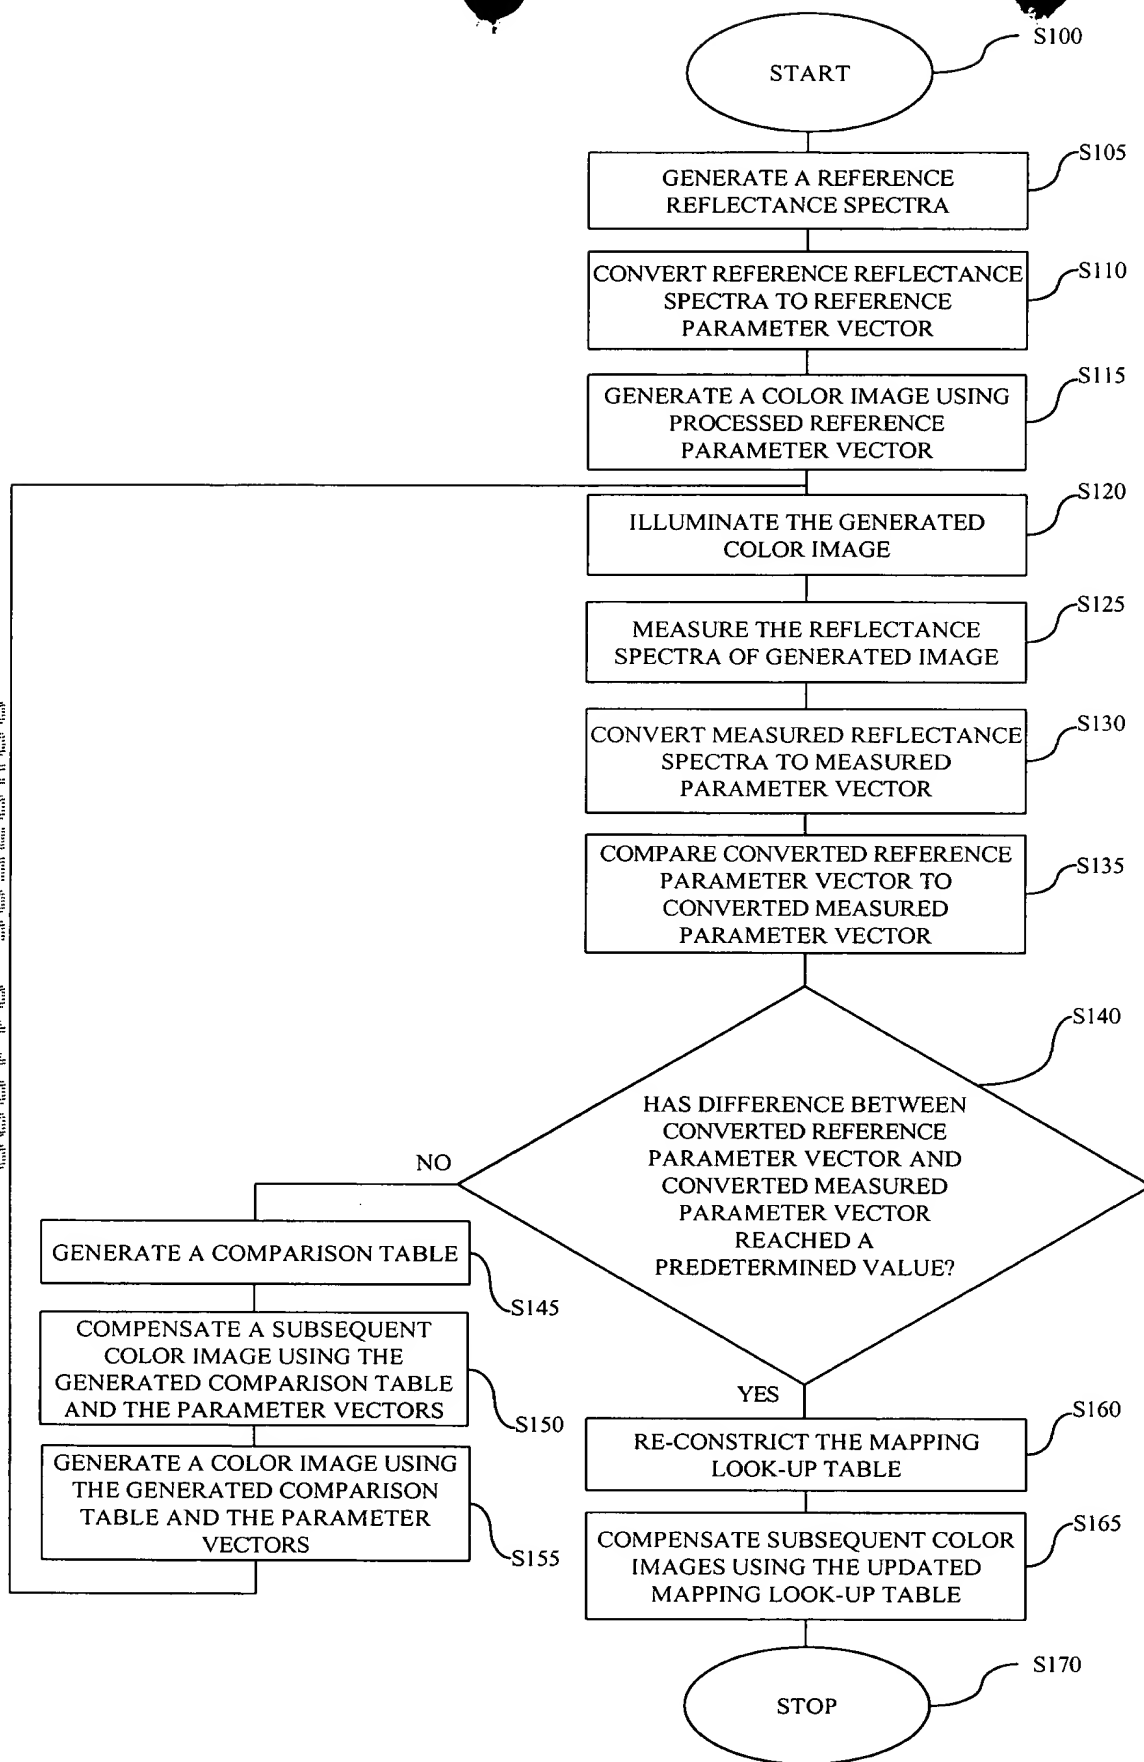 START
S100
GENERATE A REFERENCE
REFLECTANCE SPECTRA
S105
CONVERT REFERENCE REFLECTANCE
SPECTRA TO REFERENCE
PARAMETER VECTOR
S110
GENERATE A COLOR IMAGE USING
PROCESSED REFERENCE
PARAMETER VECTOR
S115
ILLUMINATE THE GENERATED
COLOR IMAGE
S120
MEASURE THE REFLECTANCE
SPECTRA OF GENERATED IMAGE
S125
CONVERT MEASURED REFLECTANCE
SPECTRA TO MEASURED
PARAMETER VECTOR
S130
COMPARE CONVERTED REFERENCE
PARAMETER VECTOR TO
CONVERTED MEASURED
PARAMETER VECTOR
S135
HAS DIFFERENCE BETWEEN
CONVERTED REFERENCE
PARAMETER VECTOR AND
CONVERTED MEASURED
PARAMETER VECTOR
REACHED A
PREDETERMINED VALUE?
S140
NO
GENERATE A COMPARISON TABLE
S145
COMPENSATE A SUBSEQUENT
COLOR IMAGE USING THE
GENERATED COMPARISON TABLE
AND THE PARAMETER VECTORS
S150
GENERATE A COLOR IMAGE USING
THE GENERATED COMPARISON
TABLE AND THE PARAMETER
VECTORS
S155
YES
RE-CONSTRICT THE MAPPING
LOOK-UP TABLE
S160
COMPENSATE SUBSEQUENT COLOR
IMAGES USING THE UPDATED
MAPPING LOOK-UP TABLE
S165
STOP
S170